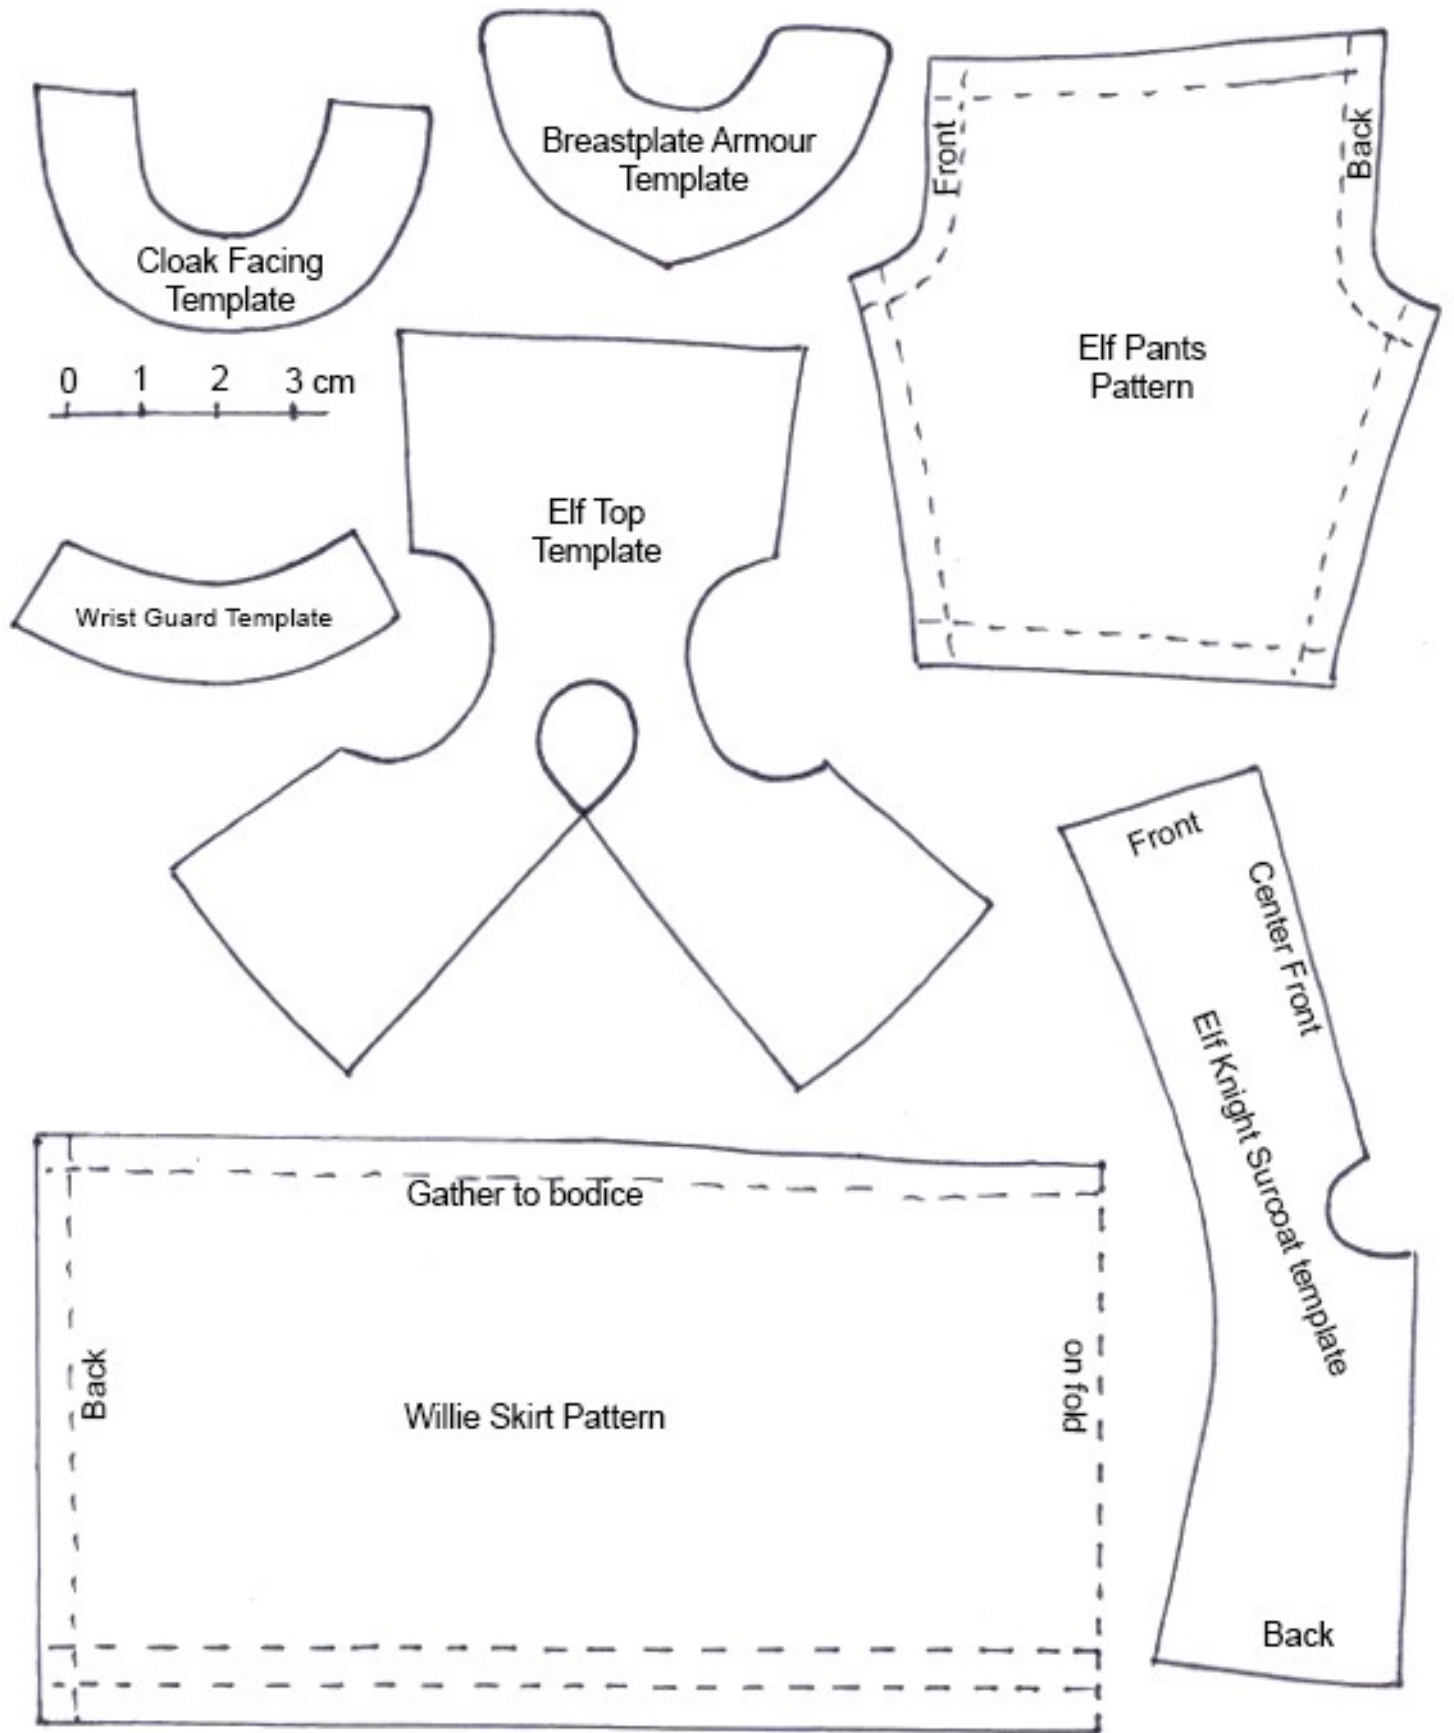 Breastplate Armour
Template
Front
Back
Cloak Facing
Template
Elf Pants
Pattern
0 1 2 3 cm
Elf Top
Template
Wrist Guard Template
Front
Center Front
Elf Knight Surcoat template
Gather to bodice
Back
on fold
Willie Skirt Pattern
Back